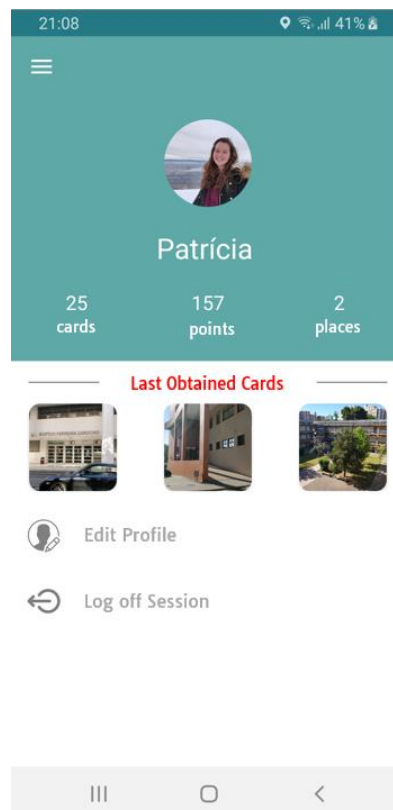 21:08
41%
Patrícia
25 157 2
cards points places
Last Obtained Cards
Edit Profile
Log off Session